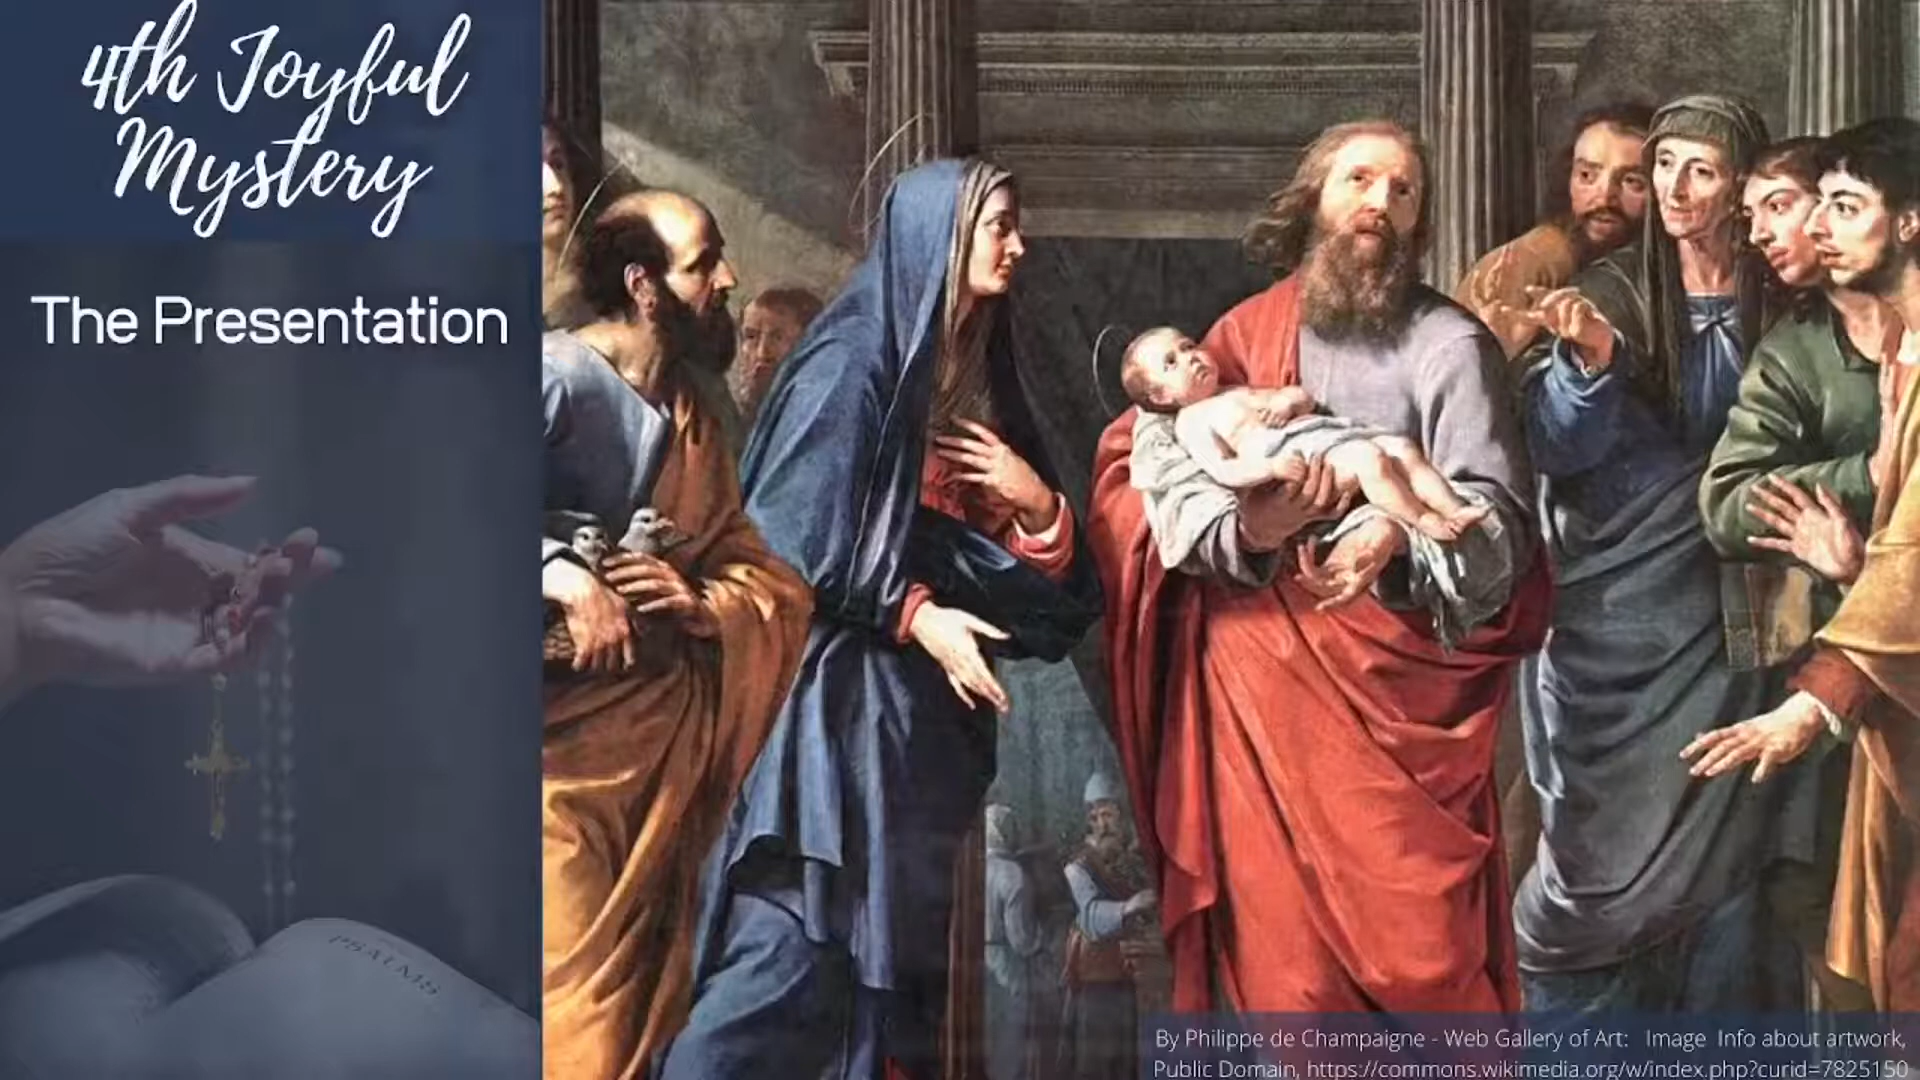 4th Joyful
Mystery
The Presentation
PSALMS
By Philippe de Champaigne - Web Gallery of Art:   Image  Info about artwork,
Public Domain, https://commons.wikimedia.org/w/index.php?curid=7825150